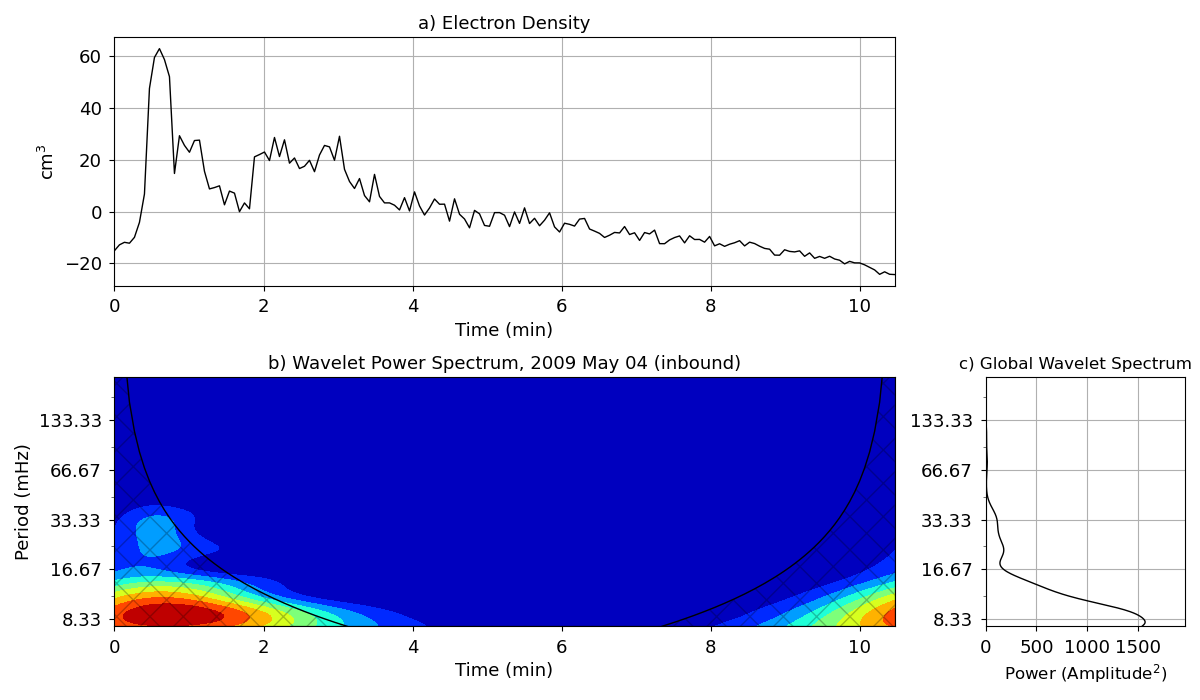 a) Electron Density
60
40
20
0
−20
cm³
0 2 4 6 8 10
Time (min)
b) Wavelet Power Spectrum, 2009 May 04 (inbound)
133.33
66.67
33.33
16.67
8.33
Period (mHz)
0 2 4 6 8 10
Time (min)
c) Global Wavelet Spectrum
133.33
66.67
33.33
16.67
8.33
0 500 1000 1500
Power (Amplitude²)